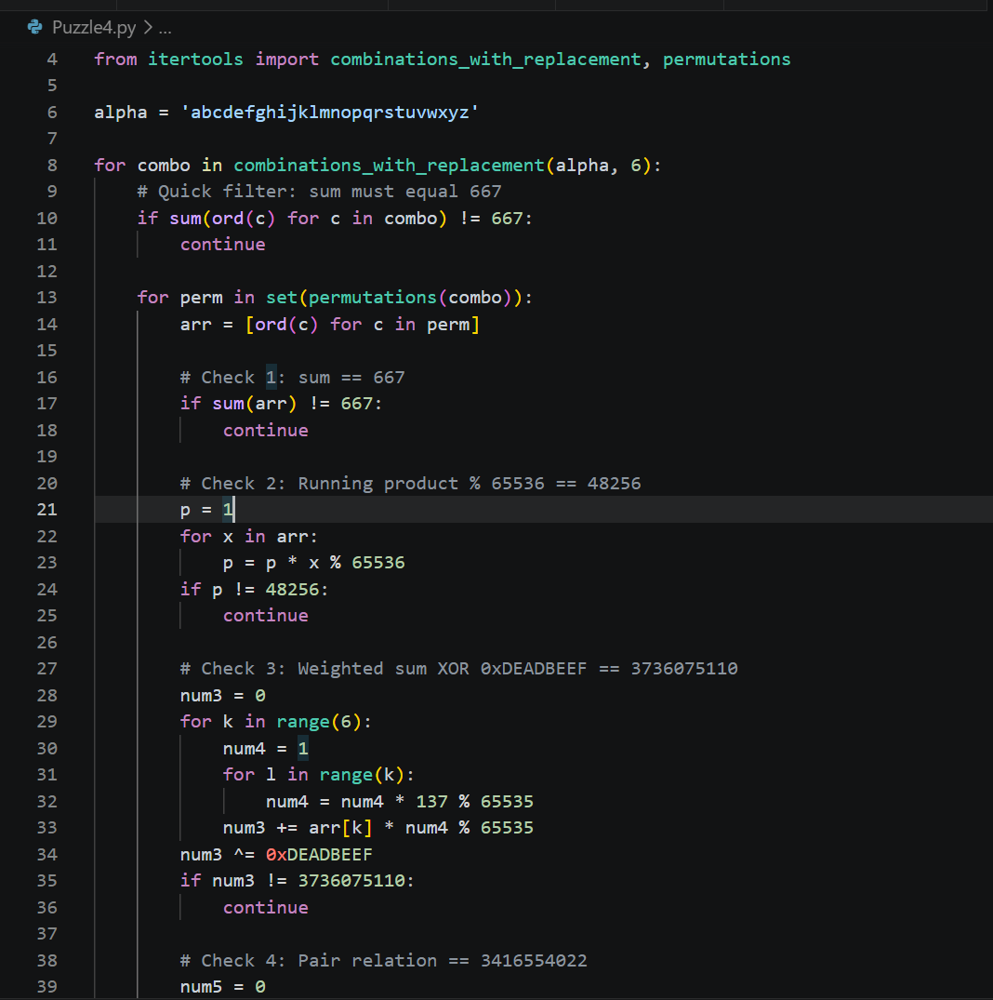 Puzzle4.py > ...
4 from itertools import combinations_with_replacement, permutations
5
6 alpha = 'abcdefghijklmnopqrstuvwxyz'
7
8 for combo in combinations_with_replacement(alpha, 6):
9     # Quick filter: sum must equal 667
10     if sum(ord(c) for c in combo) != 667:
11         continue
12
13     for perm in set(permutations(combo)):
14         arr = [ord(c) for c in perm]
15
16         # Check 1: sum == 667
17         if sum(arr) != 667:
18             continue
19
20         # Check 2: Running product % 65536 == 48256
21         p = 1
22         for x in arr:
23             p = p * x % 65536
24         if p != 48256:
25             continue
26
27         # Check 3: Weighted sum XOR 0xDEADBEEF == 3736075110
28         num3 = 0
29         for k in range(6):
30             num4 = 1
31             for l in range(k):
32                 num4 = num4 * 137 % 65535
33             num3 += arr[k] * num4 % 65535
34         num3 ^= 0xDEADBEEF
35         if num3 != 3736075110:
36             continue
37
38         # Check 4: Pair relation == 3416554022
39         num5 = 0